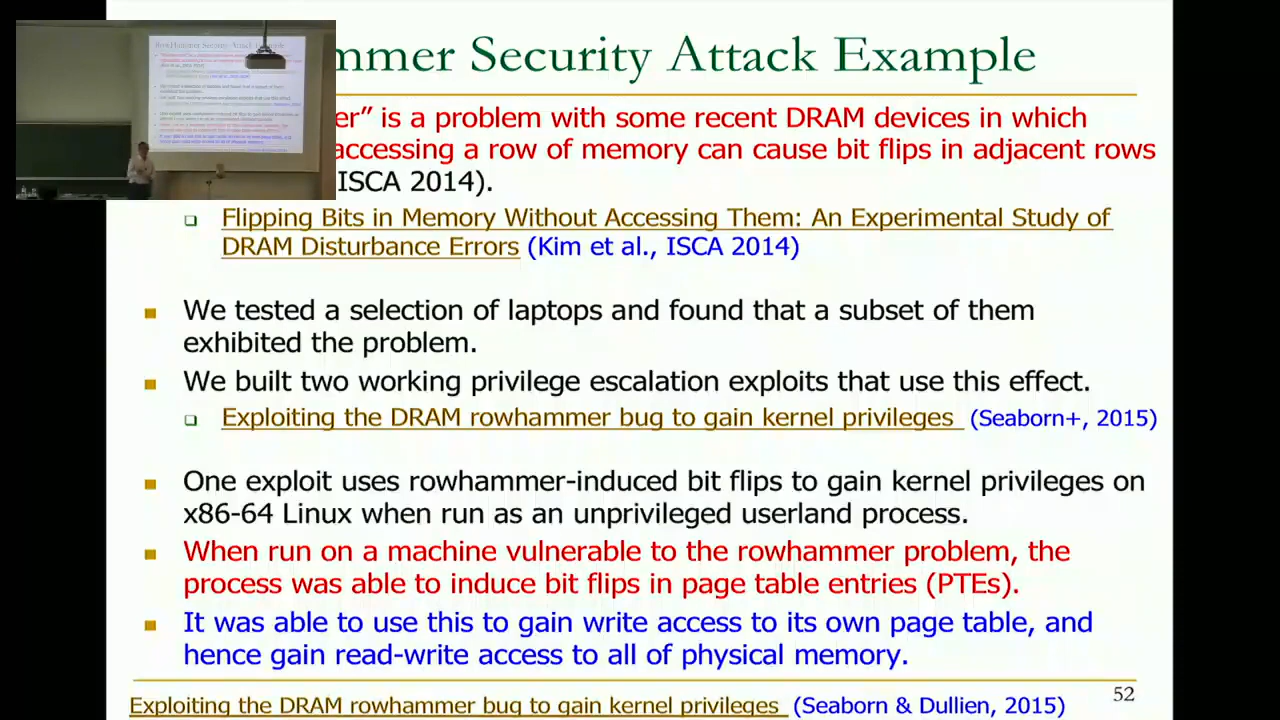 mmer Security Attack Example
er” is a problem with some recent DRAM devices in which
accessing a row of memory can cause bit flips in adjacent rows
ISCA 2014).
Flipping Bits in Memory Without Accessing Them: An Experimental Study of
DRAM Disturbance Errors (Kim et al., ISCA 2014)
We tested a selection of laptops and found that a subset of them
exhibited the problem.
We built two working privilege escalation exploits that use this effect.
Exploiting the DRAM rowhammer bug to gain kernel privileges (Seaborn+, 2015)
One exploit uses rowhammer-induced bit flips to gain kernel privileges on
x86-64 Linux when run as an unprivileged userland process.
When run on a machine vulnerable to the rowhammer problem, the
process was able to induce bit flips in page table entries (PTEs).
It was able to use this to gain write access to its own page table, and
hence gain read-write access to all of physical memory.
Exploiting the DRAM rowhammer bug to gain kernel privileges (Seaborn & Dullien, 2015)
52